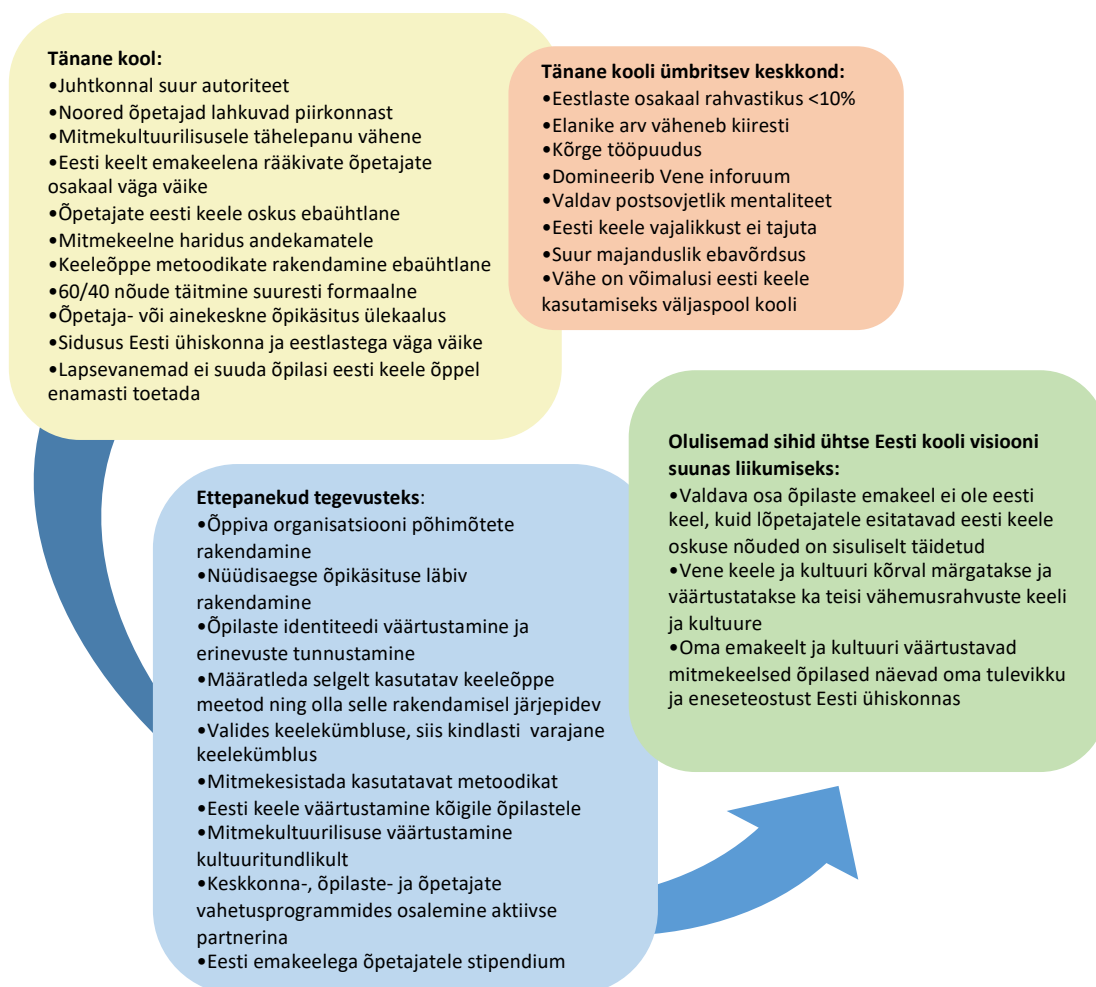 Tänane kool:
•Juhtkonnal suur autoriteet
•Noored õpetajad lahkuvad piirkonnast
•Mitmekultuurilisusele tähelepanu vähene
•Eesti keelt emakeelena rääkivate õpetajate
osakaal väga väike
•Õpetajate eesti keele oskus ebaühtlane
•Mitmekeelne haridus andekamatele
•Keeleõppe metoodikate rakendamine ebaühtlane
•60/40 nõude täitmine suuresti formaalne
•Õpetaja- või ainekeskne õpikäsitus ülekaalus
•Sidusus Eesti ühiskonna ja eestlastega väga väike
•Lapsevanemad ei suuda õpilasi eesti keele õppel
enamasti toetada
Tänane kooli ümbritsev keskkond:
•Eestlaste osakaal rahvastikus <10%
•Elanike arv väheneb kiiresti
•Kõrge tööpuudus
•Domineerib Vene inforuum
•Valdav postsovjetlik mentaliteet
•Eesti keele vajalikkust ei tajuta
•Suur majanduslik ebavõrdsus
•Vähe on võimalusi eesti keele
kasutamiseks väljaspool kooli
Ettepanekud tegevusteks:
•Õppiva organisatsiooni põhimõtete
rakendamine
•Nüüdisaegse õpikäsituse läbiv
rakendamine
•Õpilaste identiteedi väärtustamine ja
erinevuste tunnustamine
•Määratleda selgelt kasutatav keeleõppe
meetod ning olla selle rakendamisel järjepidev
•Valides keelekümbluse, siis kindlasti varajane
keelekümblus
•Mitmekesistada kasutatavat metoodikat
•Eesti keele väärtustamine kõigile õpilastele
•Mitmekultuurilisuse väärtustamine
kultuuritundlikult
•Keskkonna-, õpilaste- ja õpetajate
vahetusprogrammides osalemine aktiivse
partnerina
•Eesti emakeelega õpetajatele stipendium
Olulisemad sihid ühtse Eesti kooli visiooni
suunas liikumiseks:
•Valdava osa õpilaste emakeel ei ole eesti
keel, kuid lõpetajatele esitatavad eesti keele
oskuse nõuded on sisuliselt täidetud
•Vene keele ja kultuuri kõrval märgatakse ja
väärtustatakse ka teisi vähemusrahvuste keeli
ja kultuure
•Oma emakeelt ja kultuuri väärtustavad
mitmekeelsed õpilased näevad oma tulevikku
ja eneseteostust Eesti ühiskonnas